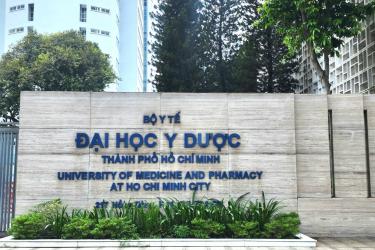 BỘ Y TẾ
ĐẠI HỌC Y DƯỢC
THÀNH PHỐ HỒ CHÍ MINH
UNIVERSITY OF MEDICINE AND PHARMACY
AT HO CHI MINH CITY